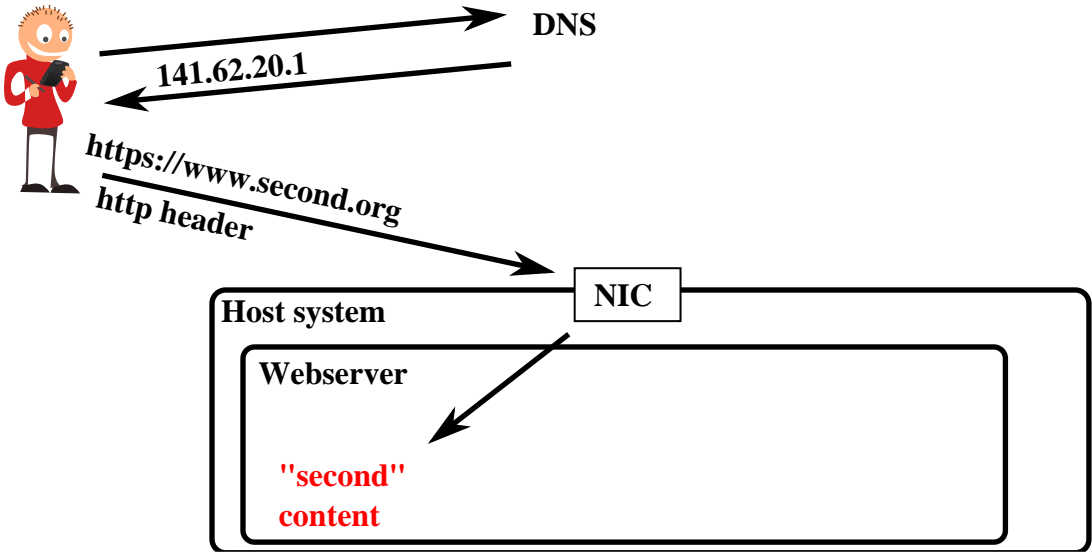 DNS
141.62.20.1
https://www.second.org
http header
NIC
Host system
Webserver
"second"
content